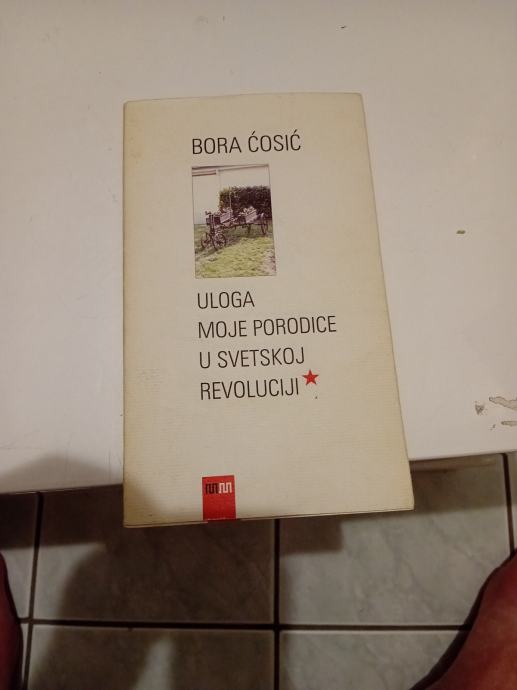 BORA ĆOSIĆ
ULOGA
MOJE PORODICE
U SVETSKOJ
REVOLUCIJI